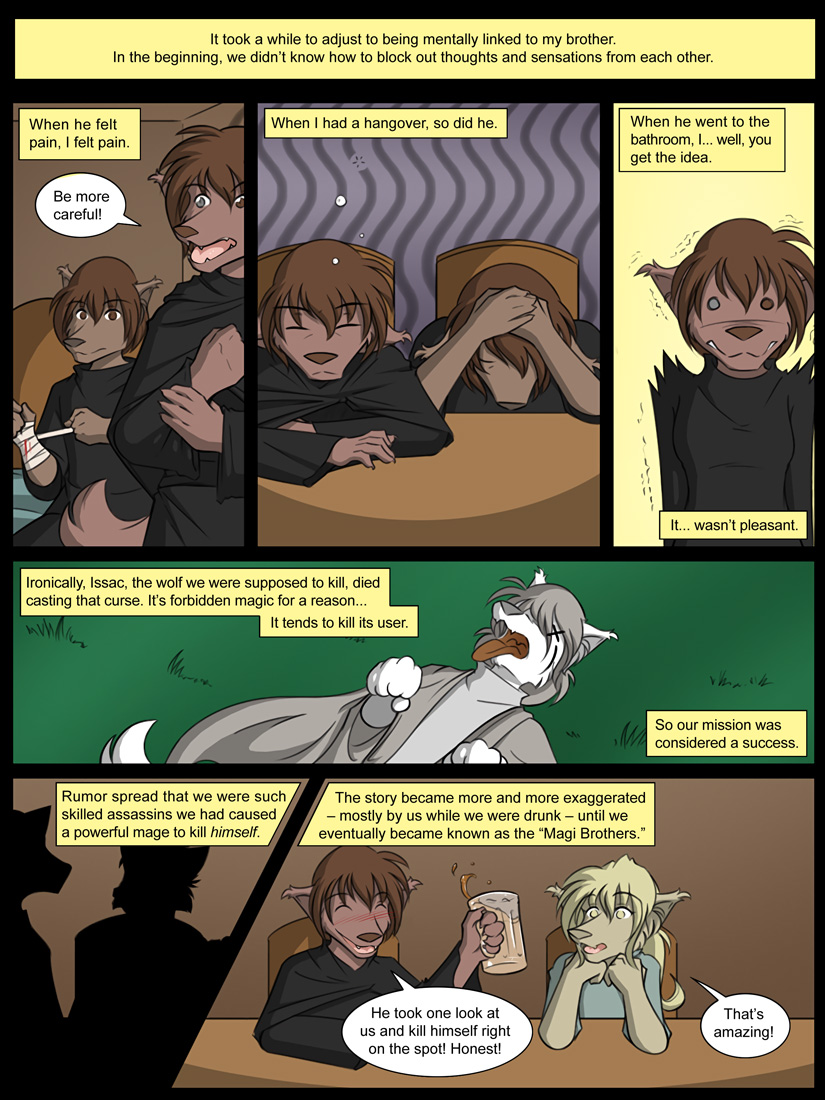 It took a while to adjust to being mentally linked to my brother.
In the beginning, we didn't know how to block out thoughts and sensations from each other.
When he felt
pain, I felt pain.
Be more
careful!
When I had a hangover, so did he.
When he went to the
bathroom, I... well, you
get the idea.
It... wasn't pleasant.
Ironically, Issac, the wolf we were supposed to kill, died
casting that curse. It's forbidden magic for a reason...
It tends to kill its user.
So our mission was
considered a success.
Rumor spread that we were such
skilled assassins we had caused
a powerful mage to kill himself.
The story became more and more exaggerated
– mostly by us while we were drunk – until we
eventually became known as the “Magi Brothers.”
He took one look at
us and kill himself right
on the spot! Honest!
That's
amazing!